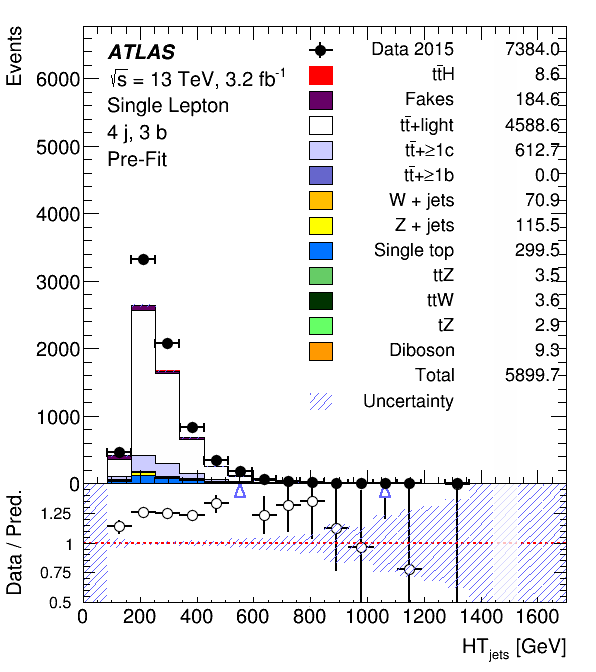 Events
6000
5000
4000
3000
2000
1000
0
ATLAS
√s = 13 TeV, 3.2 fb⁻¹
Single Lepton
4 j, 3 b
Pre-Fit
Data 2015 7384.0
tt̄H 8.6
Fakes 184.6
tt̄+light 4588.6
tt̄+≥1c 612.7
tt̄+≥1b 0.0
W + jets 70.9
Z + jets 115.5
Single top 299.5
ttZ 3.5
ttW 3.6
tZ 2.9
Diboson 9.3
Total 5899.7
Uncertainty
Data / Pred.
1.25
1
0.75
0.5
0 200 400 600 800 1000 1200 1400 1600
HT_jets [GeV]